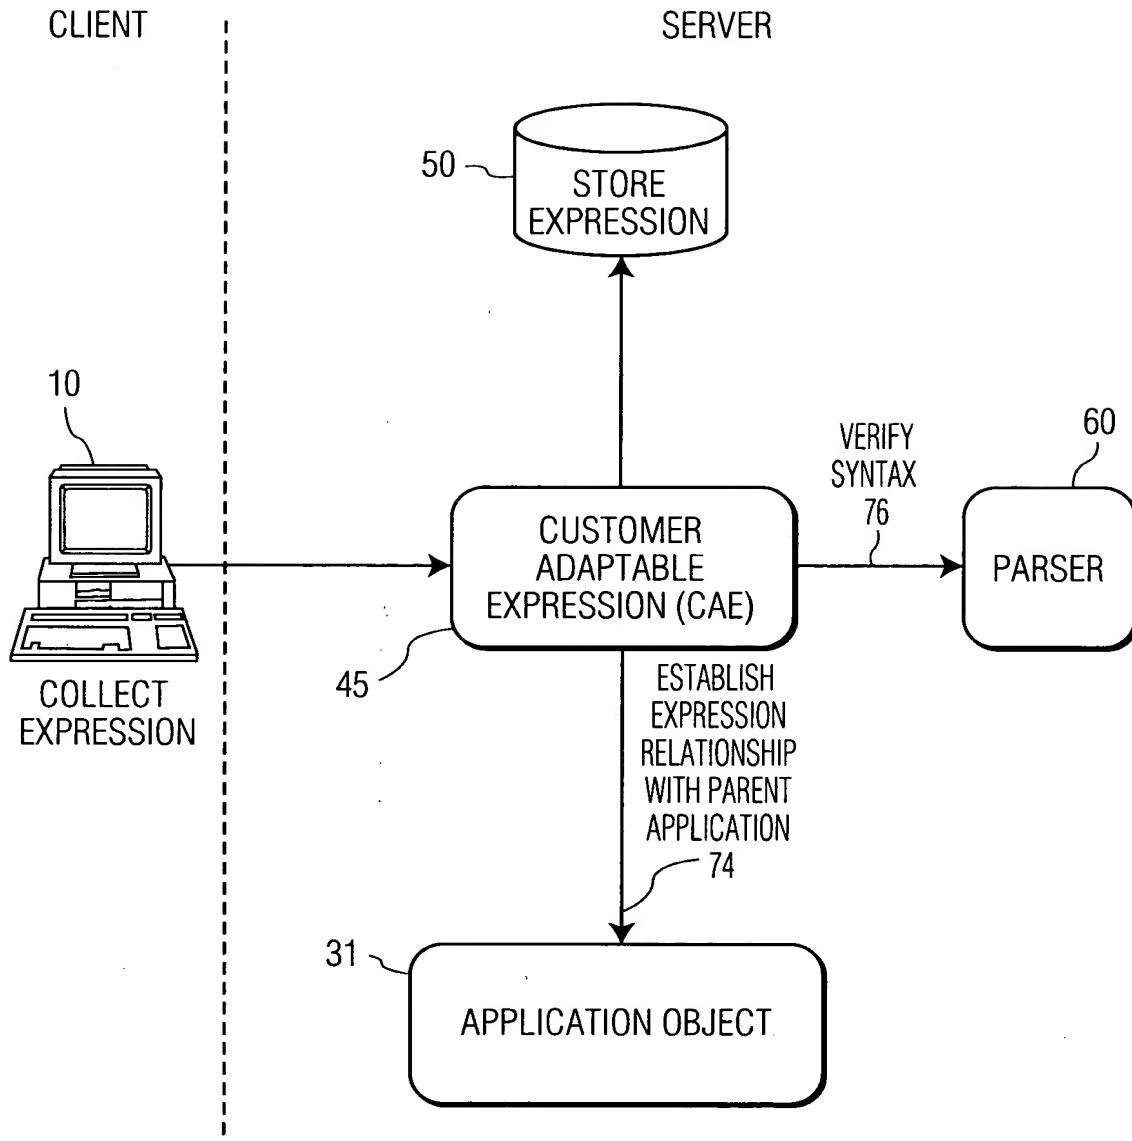 CLIENT
SERVER
50
STORE
EXPRESSION
10
VERIFY
SYNTAX
76
60
CUSTOMER
ADAPTABLE
EXPRESSION (CAE)
PARSER
45
COLLECT
EXPRESSION
ESTABLISH
EXPRESSION
RELATIONSHIP
WITH PARENT
APPLICATION
74
31
APPLICATION OBJECT